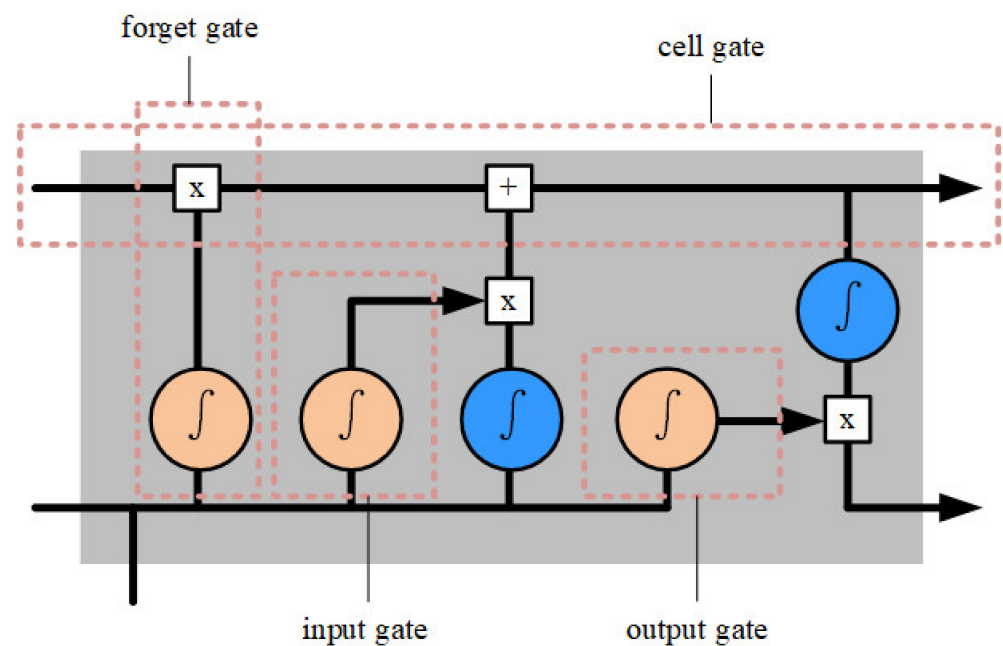 forget gate
cell gate
x
+
x
∫
∫
∫
∫
∫
x
input gate
output gate